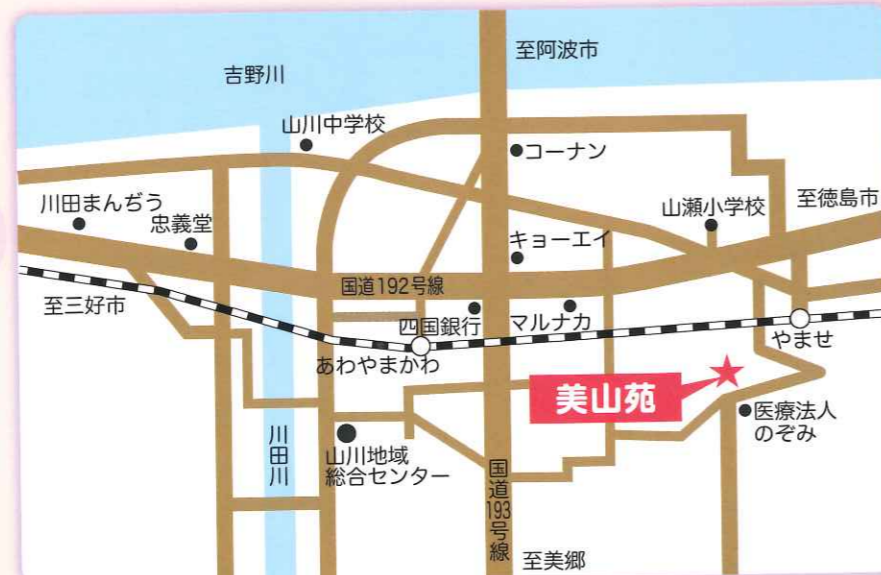 至阿波市
吉野川
山川中学校
コーナン
川田まんぢう
忠義堂
山瀬小学校
至徳島市
キョーエイ
国道192号線
至三好市
四国銀行
マルナカ
やませ
あわやまかわ
美山苑
医療法人
のぞみ
川田川
山川地域
総合センター
国道193号線
至美郷